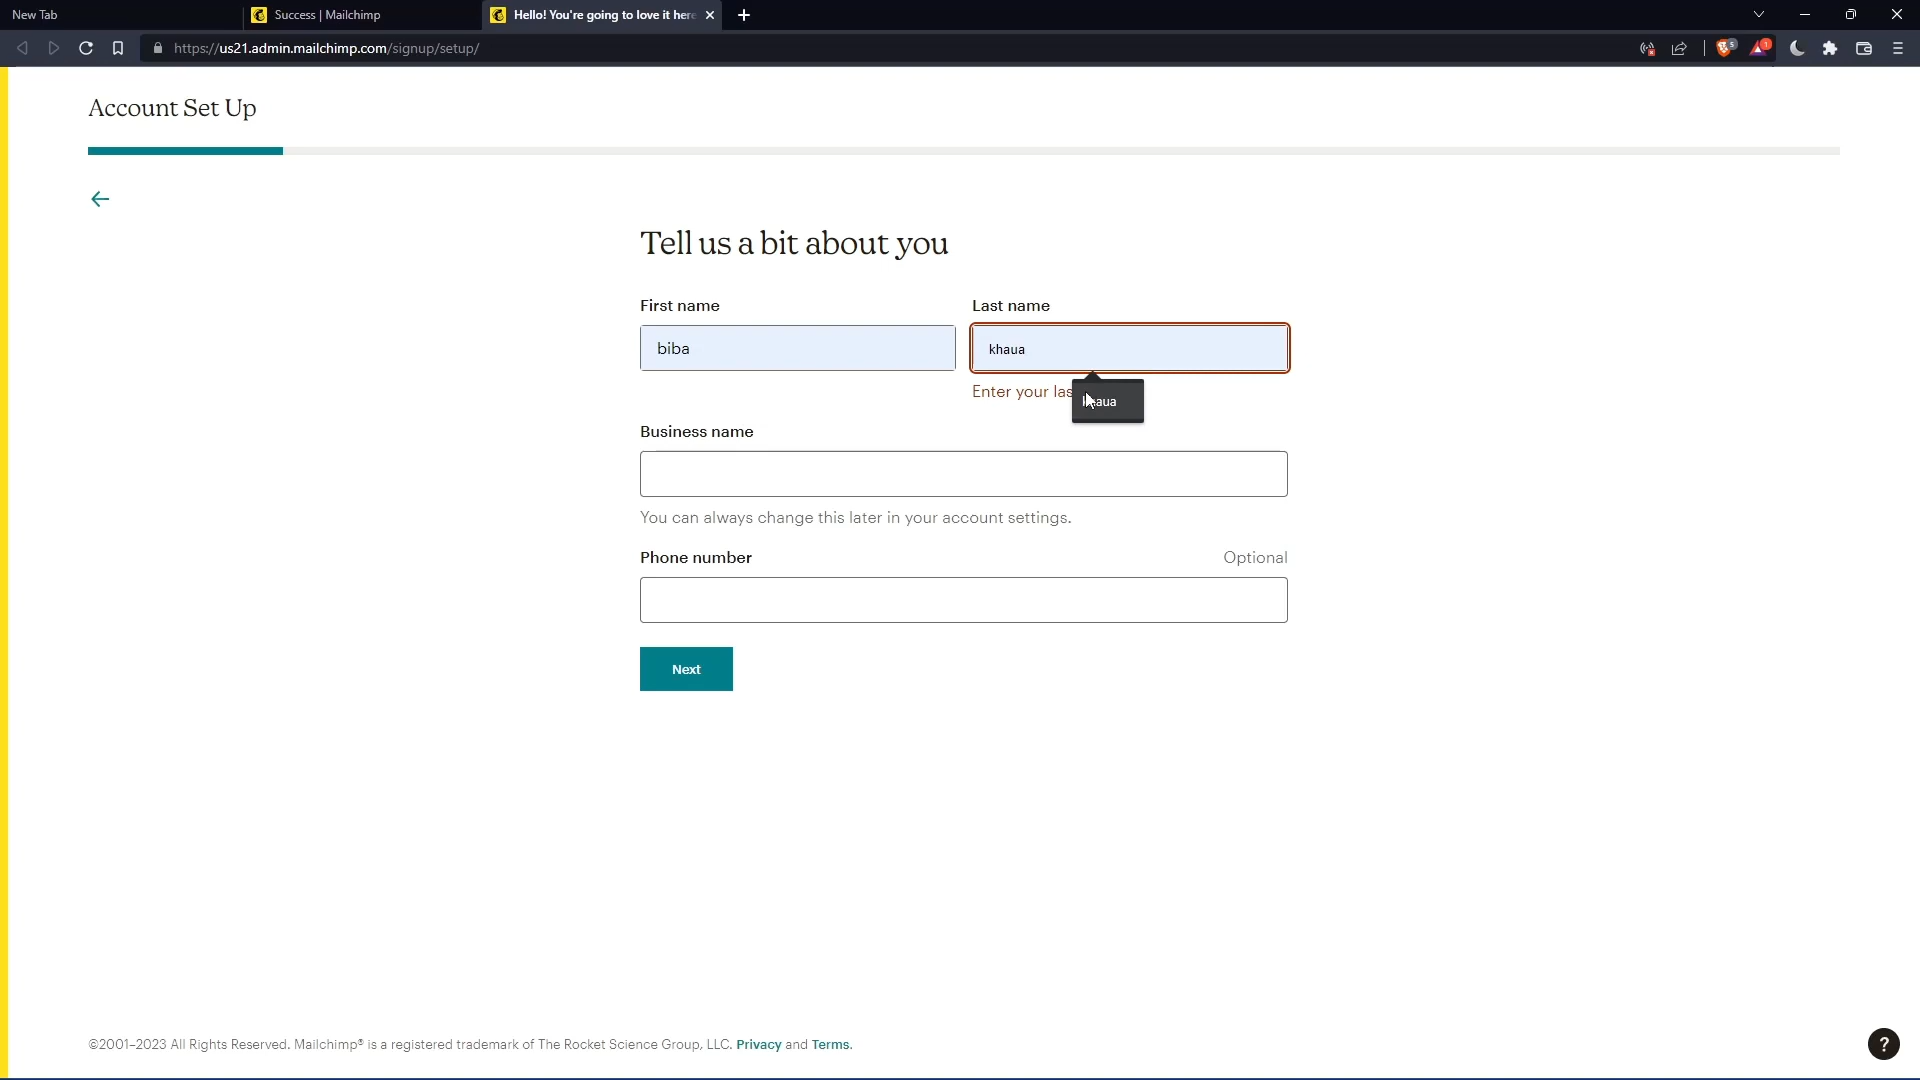 New Tab
Success | Mailchimp
Hello! You're going to love it here
https://us21.admin.mailchimp.com/signup/setup/
5
1
Account Set Up
Tell us a bit about you
First name
Last name
biba
khaua
Enter your las
aua
Business name
You can always change this later in your account settings.
Phone number
Optional
Next
©2001–2023 All Rights Reserved. Mailchimp® is a registered trademark of The Rocket Science Group, LLC. Privacy and Terms.
?